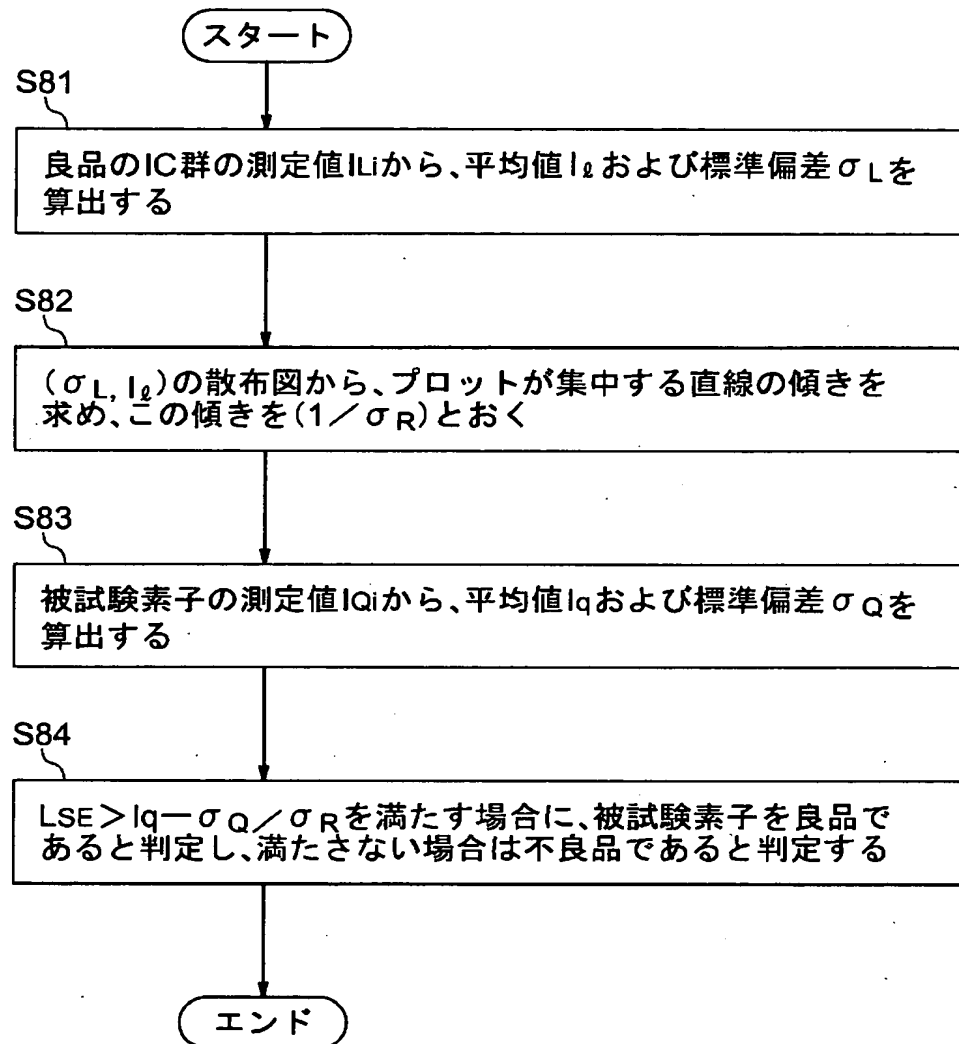 スタート
S81
良品のIC群の測定値ILiから、平均値Iℓおよび標準偏差σLを
算出する
S82
(σL, Iℓ)の散布図から、プロットが集中する直線の傾きを
求め、この傾きを(1／σR)とおく
S83
被試験素子の測定値IQiから、平均値Iqおよび標準偏差σQを
算出する
S84
LSE＞Iq－σQ／σRを満たす場合に、被試験素子を良品で
あると判定し、満たさない場合は不良品であると判定する
エンド